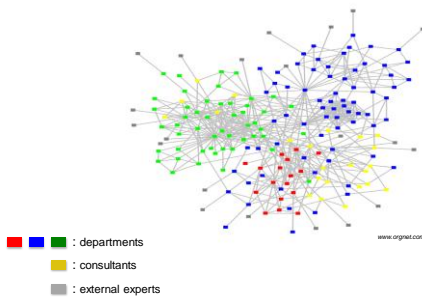 www.orgnet.com
: departments
: consultants
: external experts